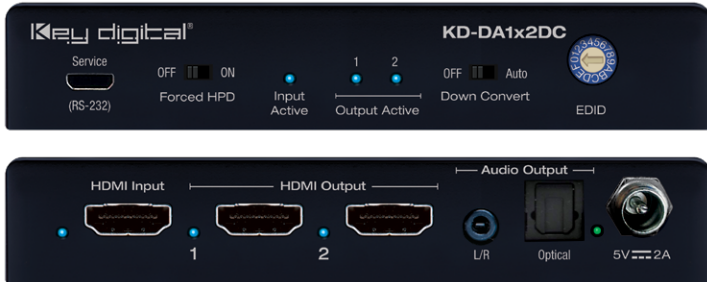 Key digital®
KD-DA1x2DC
Service
(RS-232)
OFF ON
Forced HPD
Input
Active
1 2
Output Active
OFF Auto
Down Convert
0123456789ABCDEF
EDID
HDMI Input
HDMI Output
Audio Output
1
2
L/R
Optical
5V⎓2A